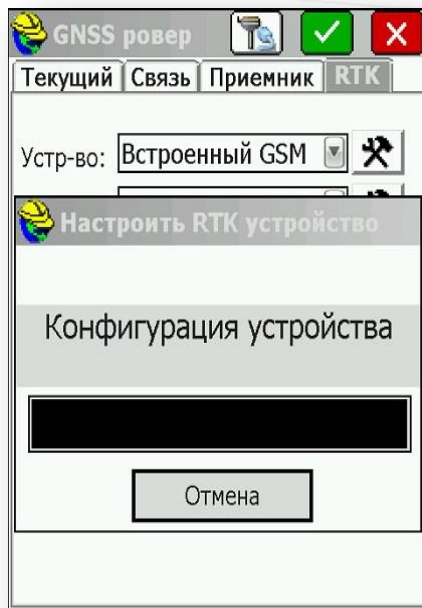 GNSS ровер
Текущий Связь Приемник RTK
Устр-во: Встроенный GSM
Настроить RTK устройство
Конфигурация устройства
Отмена